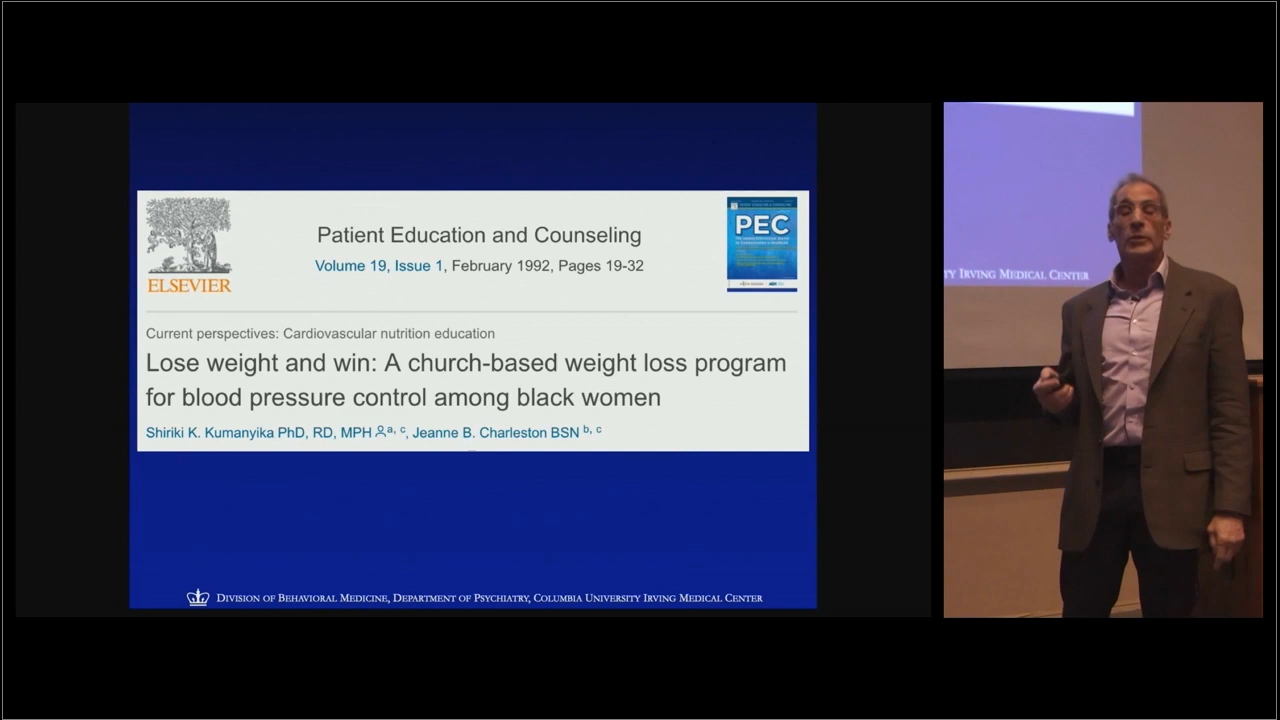 ELSEVIER
Patient Education and Counseling
Volume 19, Issue 1, February 1992, Pages 19-32
PEC
Current perspectives: Cardiovascular nutrition education
Lose weight and win: A church-based weight loss program
for blood pressure control among black women
Shiriki K. Kumanyika PhD, RD, MPH a, c, Jeanne B. Charleston BSN b, c
DIVISION OF BEHAVIORAL MEDICINE, DEPARTMENT OF PSYCHIATRY, COLUMBIA UNIVERSITY IRVING MEDICAL CENTER
TY IRVING MEDICAL CENTER